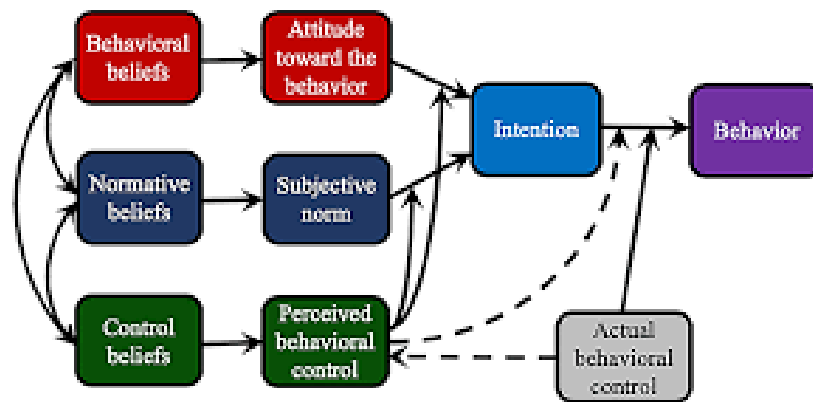 Behavioral
beliefs
Attitude
toward the
behavior
Intention
Behavior
Normative
beliefs
Subjective
norm
Control
beliefs
Perceived
behavioral
control
Actual
behavioral
control